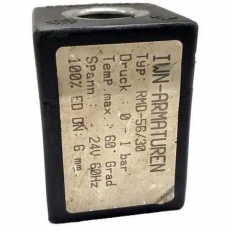 IWN-ARMATUREN
Typ: RMD-56/30
Druck: 0 - 1 bar
Temp.max.: 60° Grad
Spann.: 24V 60Hz
100% ED DN: 6 mm